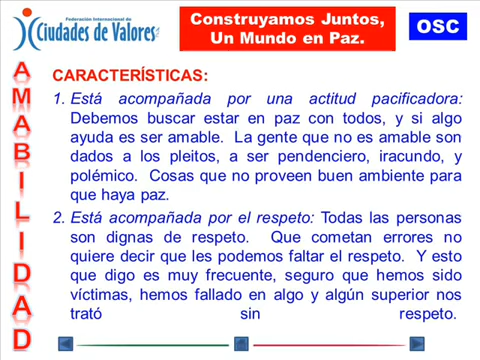 Federación Internacional de
Ciudades de Valores
Construyamos Juntos,
Un Mundo en Paz.
OSC
AMABILIDAD
CARACTERÍSTICAS:
1. Está acompañada por una actitud pacificadora:
Debemos buscar estar en paz con todos, y si algo
ayuda es ser amable. La gente que no es amable son
dados a los pleitos, a ser pendenciero, iracundo, y
polémico. Cosas que no proveen buen ambiente para
que haya paz.
2. Está acompañada por el respeto: Todas las personas
son dignas de respeto. Que cometan errores no
quiere decir que les podemos faltar el respeto. Y esto
que digo es muy frecuente, seguro que hemos sido
víctimas, hemos fallado en algo y algún superior nos
trató sin respeto.